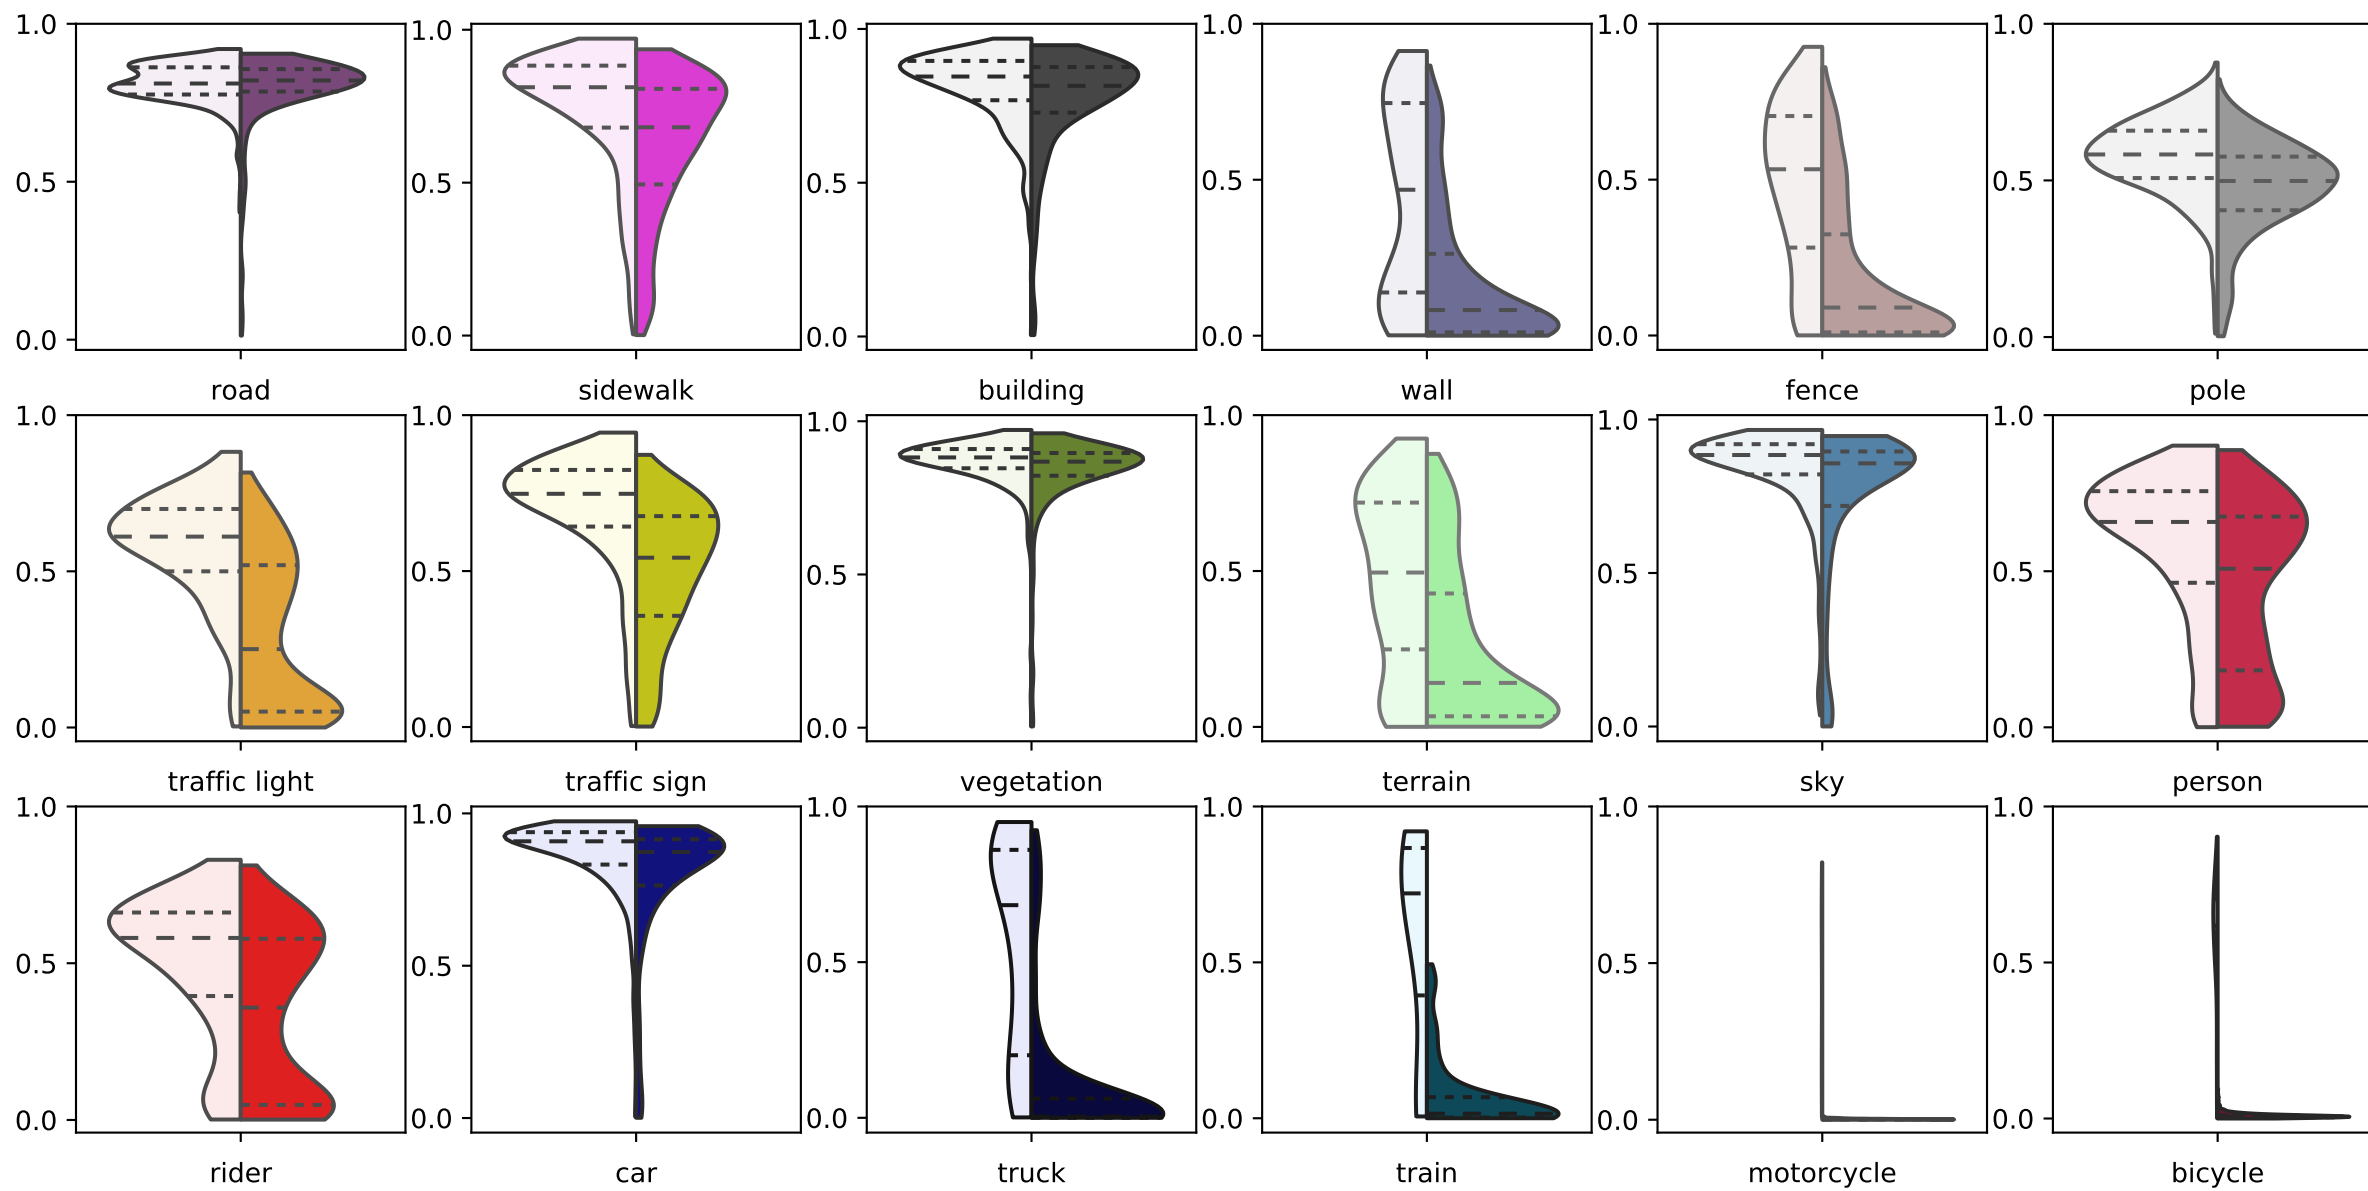 1.0 1.0 1.0 1.0 1.0 1.0
0.5 0.5 0.5 0.5 0.5 0.5
0.0 0.0 0.0 0.0 0.0 0.0
road sidewalk building wall fence pole
1.0 1.0 1.0 1.0 1.0 1.0
0.5 0.5 0.5 0.5 0.5 0.5
0.0 0.0 0.0 0.0 0.0 0.0
traffic light traffic sign vegetation terrain sky person
1.0 1.0 1.0 1.0 1.0 1.0
0.5 0.5 0.5 0.5 0.5 0.5
0.0 0.0 0.0 0.0 0.0 0.0
rider car truck train motorcycle bicycle